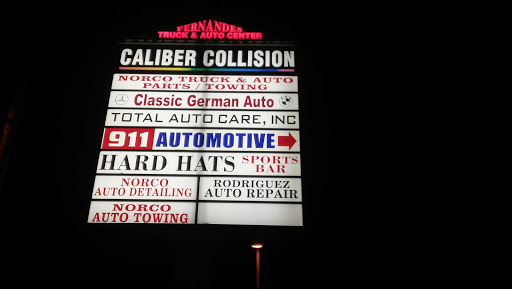 FERNANDES
TRUCK & AUTO CENTER
CALIBER COLLISION
NORCO TRUCK & AUTO
PARTS / TOWING
Classic German Auto
TOTAL AUTO CARE, INC
911 AUTOMOTIVE
HARD HATS SPORTS BAR
NORCO
AUTO DETAILING
RODRIGUEZ
AUTO REPAIR
NORCO
AUTO TOWING